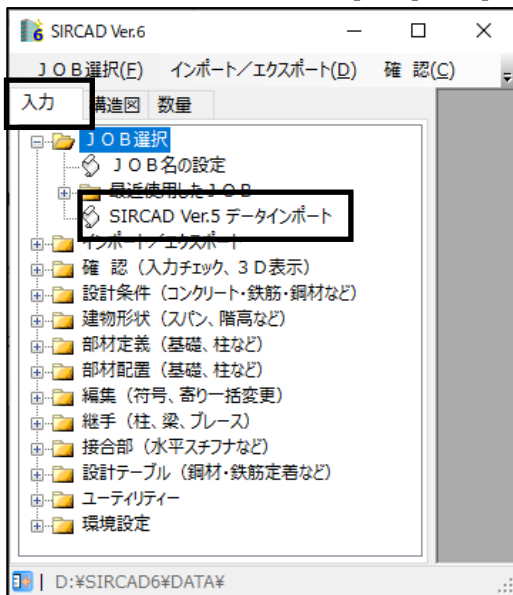 SIRCAD Ver.6
ＪＯＢ選択(F) インポート／エクスポート(D) 確 認(C)
入力 構造図 数量
ＪＯＢ選択
ＪＯＢ名の設定
最近使用したＪＯＢ
SIRCAD Ver.5 データインポート
インポート／エクスポート
確 認（入力チェック、３Ｄ表示）
設計条件（コンクリート・鉄筋・鋼材など）
建物形状（スパン、階高など）
部材定義（基礎、柱など）
部材配置（基礎、柱など）
編集（符号、寄り一括変更）
継手（柱、梁、ブレース）
接合部（水平スチフナなど）
設計テーブル（鋼材・鉄筋定着など）
ユーティリティー
環境設定
D:¥SIRCAD6¥DATA¥